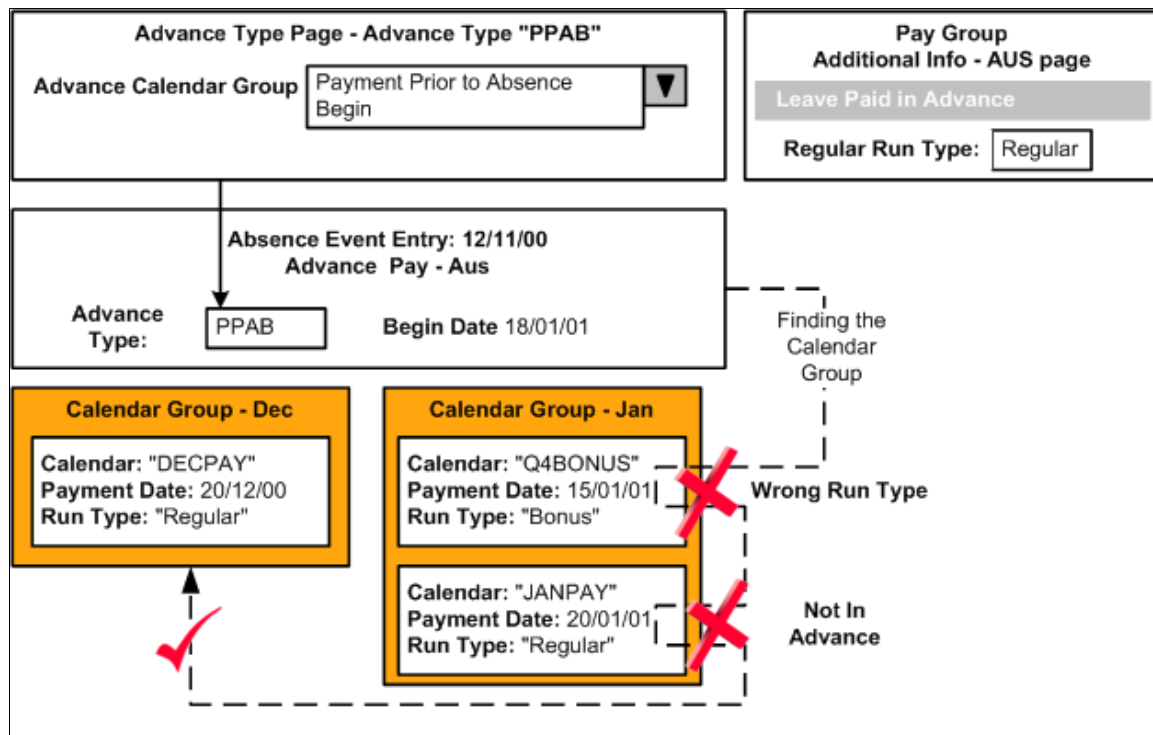 Advance Type Page - Advance Type "PPAB"
Advance Calendar Group
Payment Prior to Absence
Begin
Pay Group
Additional Info - AUS page
Leave Paid in Advance
Regular Run Type:
Regular
Absence Event Entry: 12/11/00
Advance Pay - Aus
Advance
Type:
PPAB
Begin Date 18/01/01
Finding the
Calendar
Group
Calendar Group - Dec
Calendar: "DECPAY"
Payment Date: 20/12/00
Run Type: "Regular"
Calendar Group - Jan
Calendar: "Q4BONUS"
Payment Date: 15/01/01
Run Type: "Bonus"
Wrong Run Type
Calendar: "JANPAY"
Payment Date: 20/01/01
Run Type: "Regular"
Not In
Advance